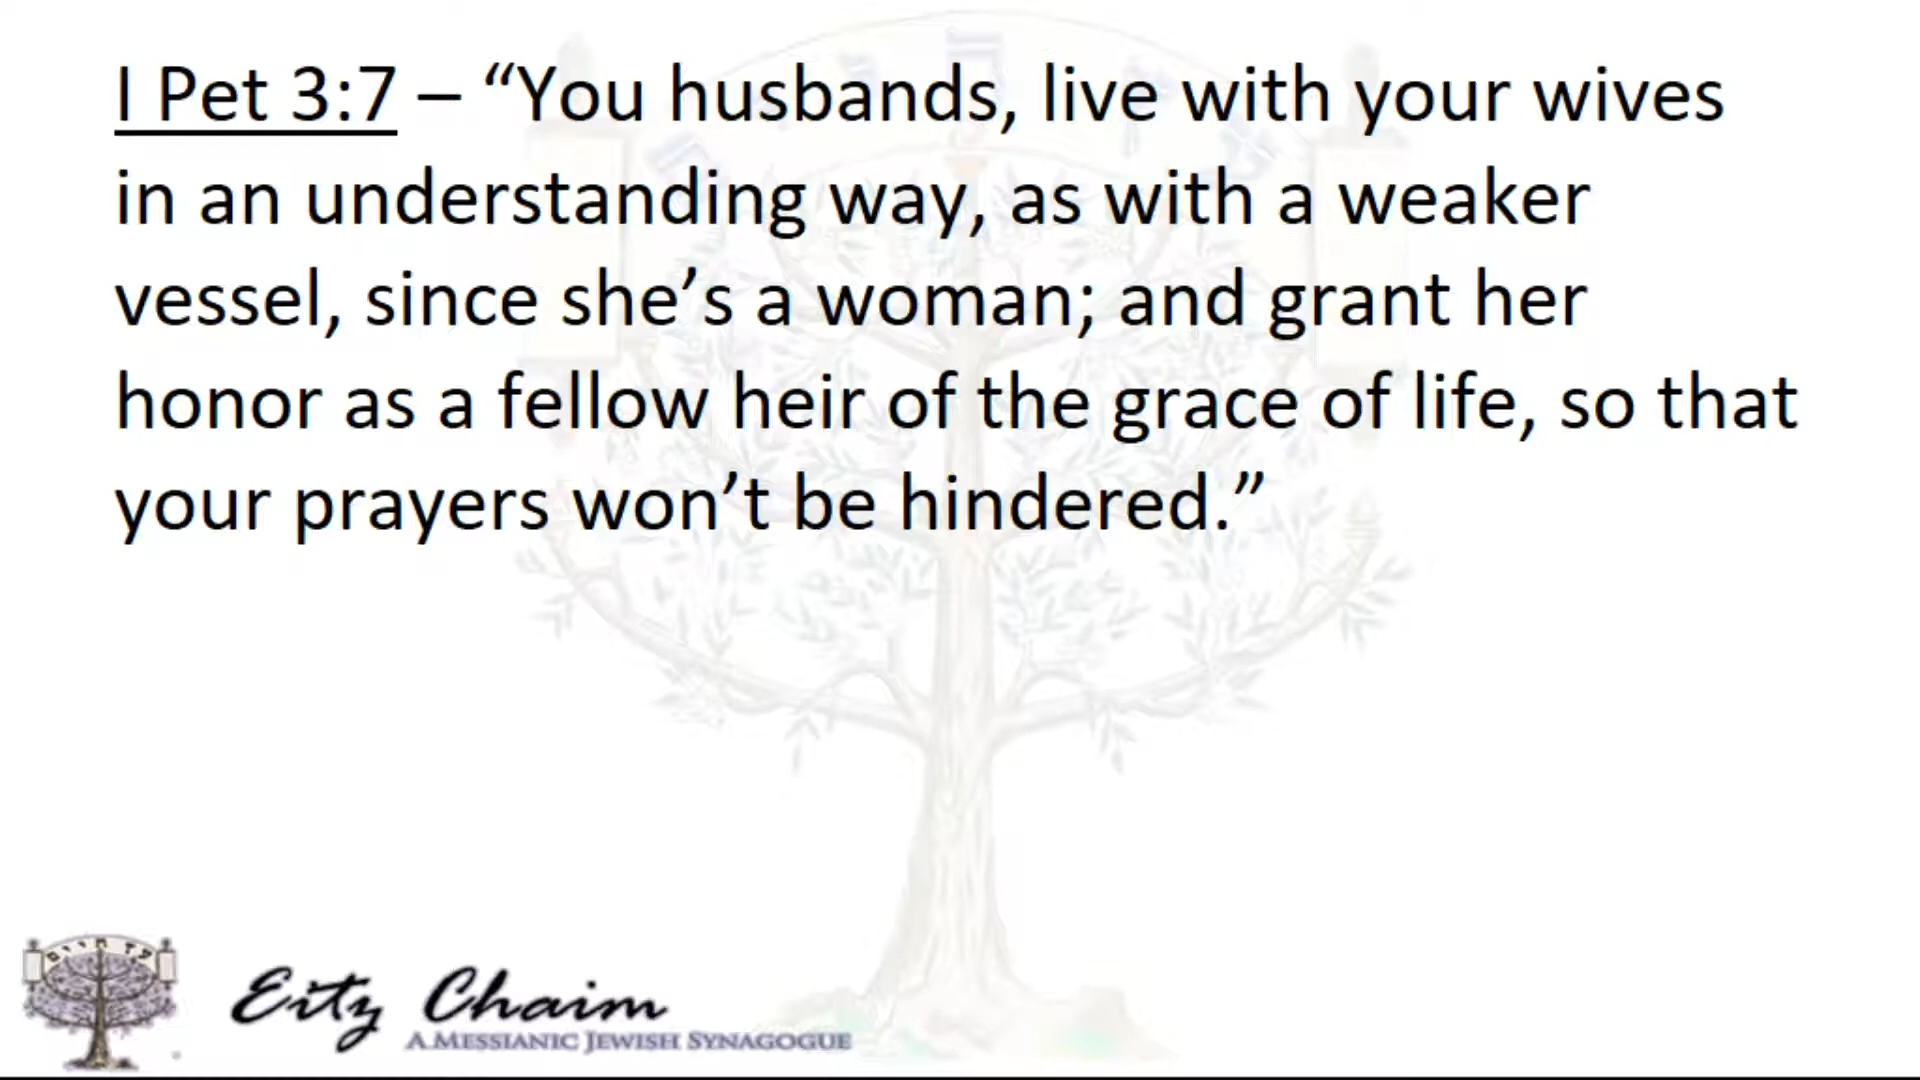 I Pet 3:7 – “You husbands, live with your wives
in an understanding way, as with a weaker
vessel, since she’s a woman; and grant her
honor as a fellow heir of the grace of life, so that
your prayers won’t be hindered.”
Eitz Chaim
A Messianic Jewish Synagogue